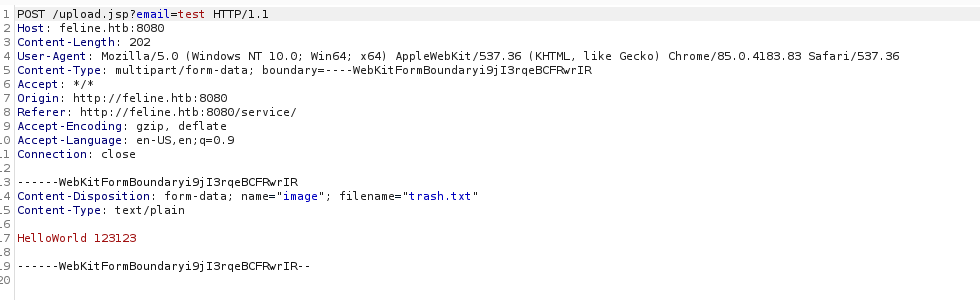 1 POST /upload.jsp?email=test HTTP/1.1
2 Host: feline.htb:8080
3 Content-Length: 202
4 User-Agent: Mozilla/5.0 (Windows NT 10.0; Win64; x64) AppleWebKit/537.36 (KHTML, like Gecko) Chrome/85.0.4183.83 Safari/537.36
5 Content-Type: multipart/form-data; boundary=----WebKitFormBoundaryi9jI3rqeBCFRwrIR
6 Accept: */*
7 Origin: http://feline.htb:8080
8 Referer: http://feline.htb:8080/service/
9 Accept-Encoding: gzip, deflate
10 Accept-Language: en-US,en;q=0.9
11 Connection: close
12
13 ------WebKitFormBoundaryi9jI3rqeBCFRwrIR
14 Content-Disposition: form-data; name="image"; filename="trash.txt"
15 Content-Type: text/plain
16
17 HelloWorld 123123
18
19 ------WebKitFormBoundaryi9jI3rqeBCFRwrIR--
20